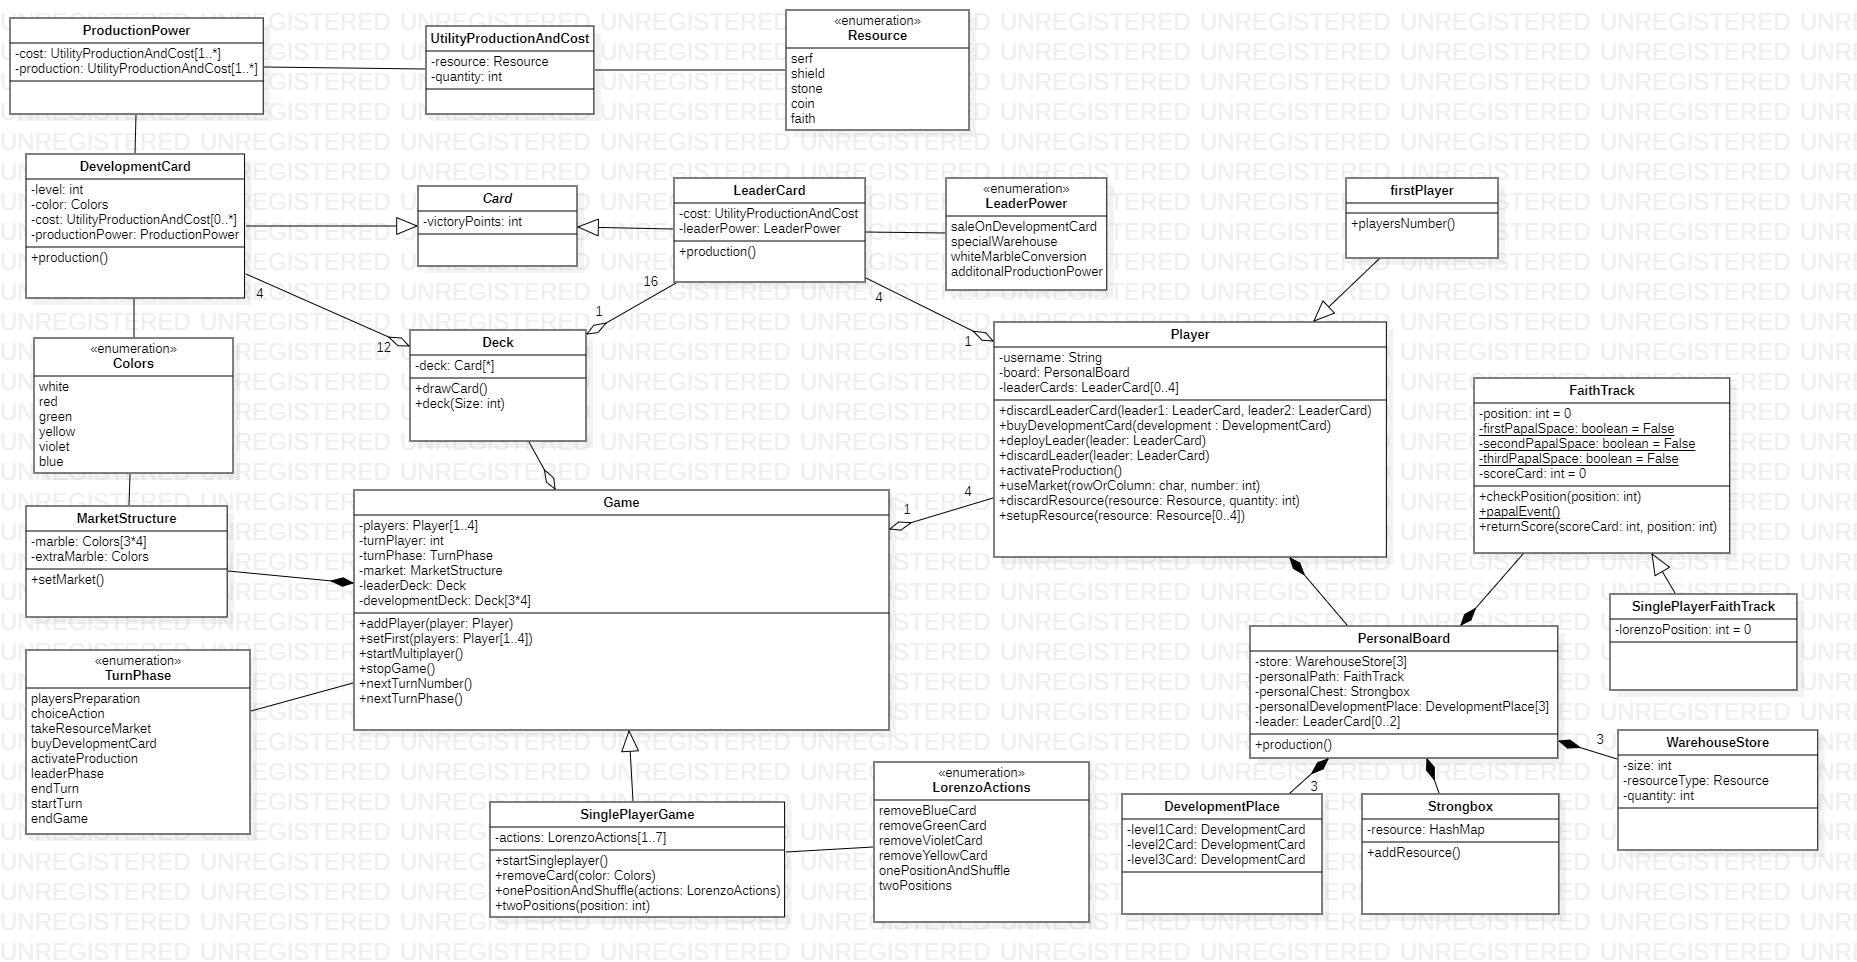 ProductionPower
-cost: UtilityProductionAndCost[1..*]
-production: UtilityProductionAndCost[1..*]
UtilityProductionAndCost
-resource: Resource
-quantity: int
«enumeration»
Resource
serf
shield
stone
coin
faith
DevelopmentCard
-level: int
-color: Colors
-cost: UtilityProductionAndCost[0..*]
-productionPower: ProductionPower
+production()
Card
-victoryPoints: int
LeaderCard
-cost: UtilityProductionAndCost
-leaderPower: LeaderPower
+production()
«enumeration»
LeaderPower
saleOnDevelopmentCard
specialWarehouse
whiteMarbleConversion
additonalProductionPower
firstPlayer
+playersNumber()
4
12
16
1
4
1
«enumeration»
Colors
white
red
green
yellow
violet
blue
Deck
-deck: Card[*]
+drawCard()
+deck(Size: int)
Player
-username: String
-board: PersonalBoard
-leaderCards: LeaderCard[0..4]
+discardLeaderCard(leader1: LeaderCard, leader2: LeaderCard)
+buyDevelopmentCard(development : DevelopmentCard)
+deployLeader(leader: LeaderCard)
+discardLeader(leader: LeaderCard)
+activateProduction()
+useMarket(rowOrColumn: char, number: int)
+discardResource(resource: Resource, quantity: int)
+setupResource(resource: Resource[0..4])
FaithTrack
-position: int = 0
-firstPapalSpace: boolean = False
-secondPapalSpace: boolean = False
-thirdPapalSpace: boolean = False
-scoreCard: int = 0
+checkPosition(position: int)
+papalEvent()
+returnScore(scoreCard: int, position: int)
MarketStructure
-marble: Colors[3*4]
-extraMarble: Colors
+setMarket()
Game
-players: Player[1..4]
-turnPlayer: int
-turnPhase: TurnPhase
-market: MarketStructure
-leaderDeck: Deck
-developmentDeck: Deck[3*4]
+addPlayer(player: Player)
+setFirst(players: Player[1..4])
+startMultiplayer()
+stopGame()
+nextTurnNumber()
+nextTurnPhase()
1
4
SinglePlayerFaithTrack
-lorenzoPosition: int = 0
PersonalBoard
-store: WarehouseStore[3]
-personalPath: FaithTrack
-personalChest: Strongbox
-personalDevelopmentPlace: DevelopmentPlace[3]
-leader: LeaderCard[0..2]
+production()
«enumeration»
TurnPhase
playersPreparation
choiceAction
takeResourceMarket
buyDevelopmentCard
activateProduction
leaderPhase
endTurn
startTurn
endGame
3
WarehouseStore
-size: int
-resourceType: Resource
-quantity: int
SinglePlayerGame
-actions: LorenzoActions[1..7]
+startSingleplayer()
+removeCard(color: Colors)
+onePositionAndShuffle(actions: LorenzoActions)
+twoPositions(position: int)
«enumeration»
LorenzoActions
removeBlueCard
removeGreenCard
removeVioletCard
removeYellowCard
onePositionAndShuffle
twoPositions
3
DevelopmentPlace
-level1Card: DevelopmentCard
-level2Card: DevelopmentCard
-level3Card: DevelopmentCard
Strongbox
-resource: HashMap
+addResource()
UNREGISTERED